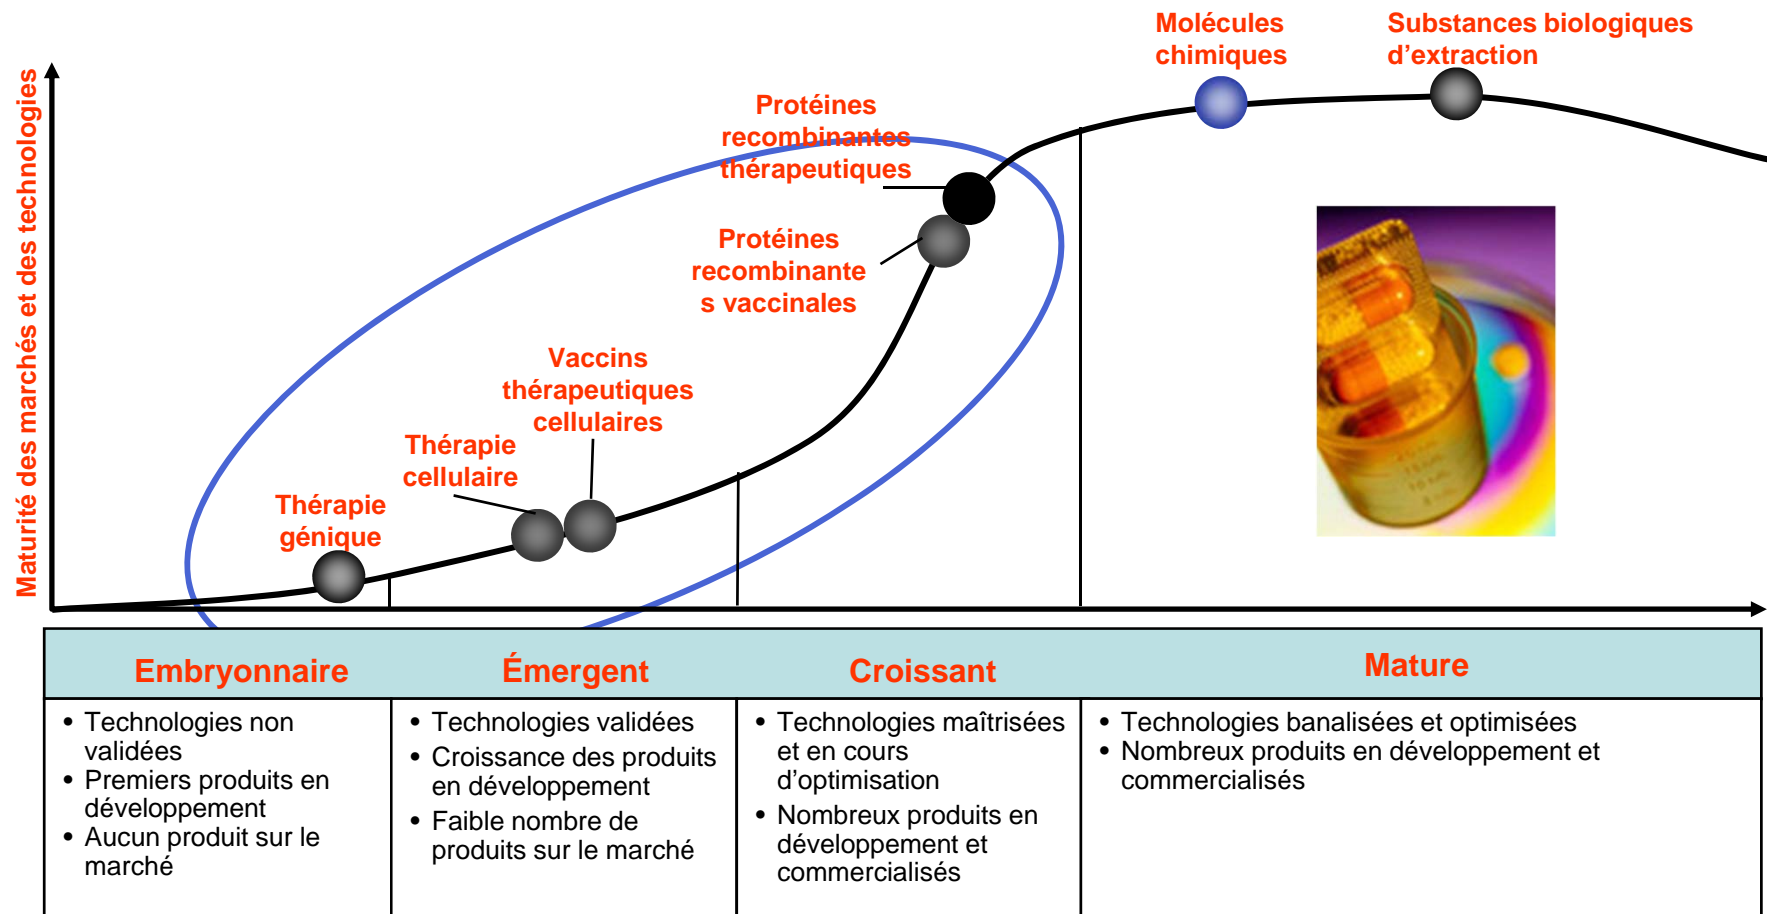 Molécules
chimiques
Substances biologiques
d’extraction
Maturité des marchés et des technologies
Protéines
recombinantes
thérapeutiques
Protéines
recombinante
s vaccinales
Vaccins
thérapeutiques
cellulaires
Thérapie
cellulaire
Thérapie
génique
Embryonnaire
Émergent
Croissant
Mature
• Technologies non
validées
• Premiers produits en
développement
• Aucun produit sur le
marché
• Technologies validées
• Croissance des produits
en développement
• Faible nombre de
produits sur le marché
• Technologies maîtrisées
et en cours
d’optimisation
• Nombreux produits en
développement et
commercialisés
• Technologies banalisées et optimisées
• Nombreux produits en développement et
commercialisés